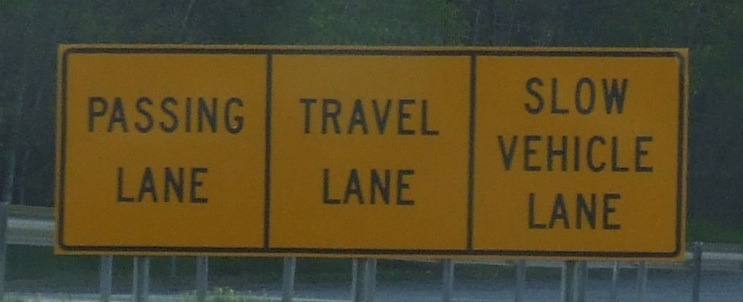 PASSING
LANE
TRAVEL
LANE
SLOW
VEHICLE
LANE